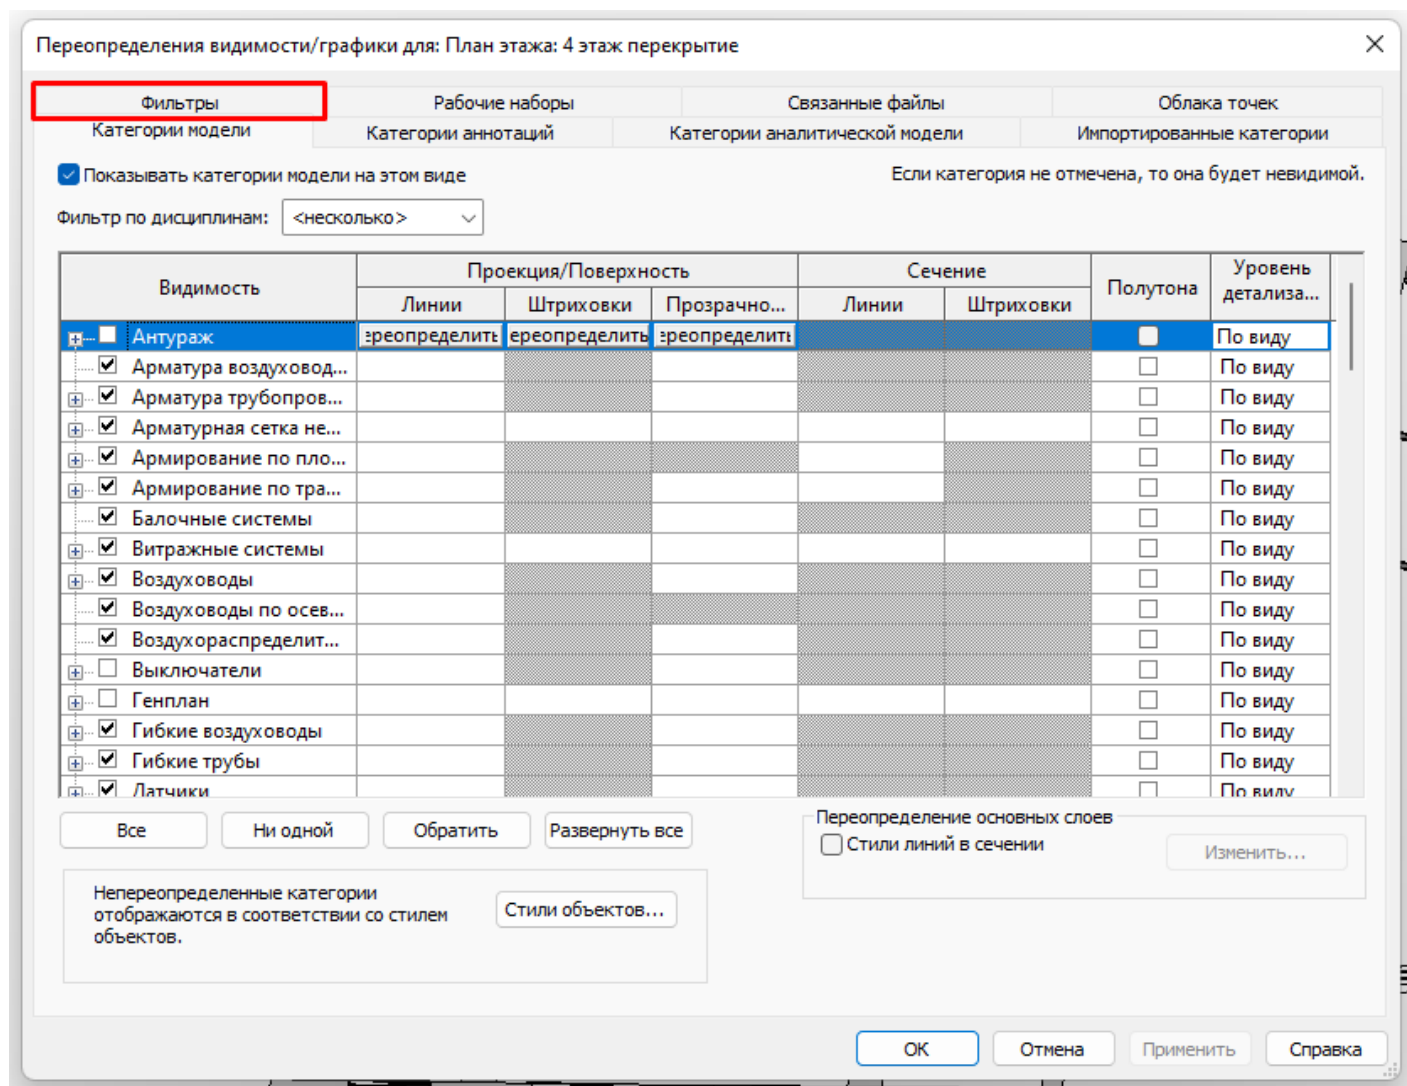 Переопределения видимости/графики для: План этажа: 4 этаж перекрытие
Фильтры Рабочие наборы Связанные файлы Облака точек
Категории модели Категории аннотаций Категории аналитической модели Импортированные категории
Показывать категории модели на этом виде Если категория не отмечена, то она будет невидимой.
Фильтр по дисциплинам: <несколько>
Видимость Проекция/Поверхность Сечение Полутона Уровень детализа...
Линии Штриховки Прозрачно... Линии Штриховки
Антураж ереопределить ереопределить ереопределить По виду
Арматура воздуховод... По виду
Арматура трубопров... По виду
Арматурная сетка не... По виду
Армирование по пло... По виду
Армирование по тра... По виду
Балочные системы По виду
Витражные системы По виду
Воздуховоды По виду
Воздуховоды по осев... По виду
Воздухораспределит... По виду
Выключатели По виду
Генплан По виду
Гибкие воздуховоды По виду
Гибкие трубы По виду
Датчики По виду
Все Ни одной Обратить Развернуть все
Переопределение основных слоев
Стили линий в сечении Изменить...
Непереопределенные категории
отображаются в соответствии со стилем
объектов.
Стили объектов...
OK Отмена Применить Справка